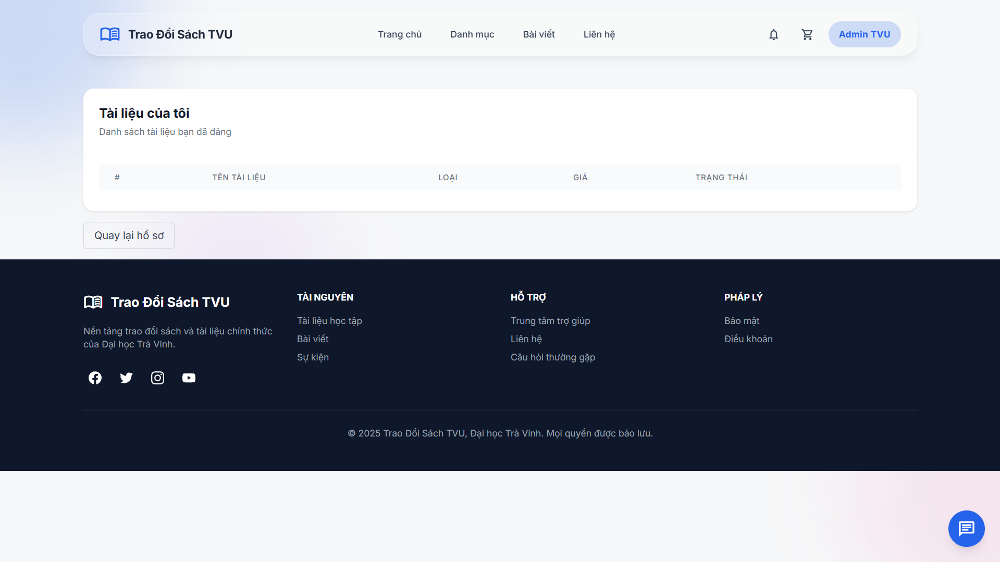 Trao Đổi Sách TVU
Trang chủ
Danh mục
Bài viết
Liên hệ
Admin TVU
Tài liệu của tôi
Danh sách tài liệu bạn đã đăng
# TÊN TÀI LIỆU LOẠI GIÁ TRẠNG THÁI
Quay lại hồ sơ
Trao Đổi Sách TVU
Nền tảng trao đổi sách và tài liệu chính thức
của Đại học Trà Vinh.
TÀI NGUYÊN
Tài liệu học tập
Bài viết
Sự kiện
HỖ TRỢ
Trung tâm trợ giúp
Liên hệ
Câu hỏi thường gặp
PHÁP LÝ
Bảo mật
Điều khoản
© 2025 Trao Đổi Sách TVU, Đại học Trà Vinh. Mọi quyền được bảo lưu.